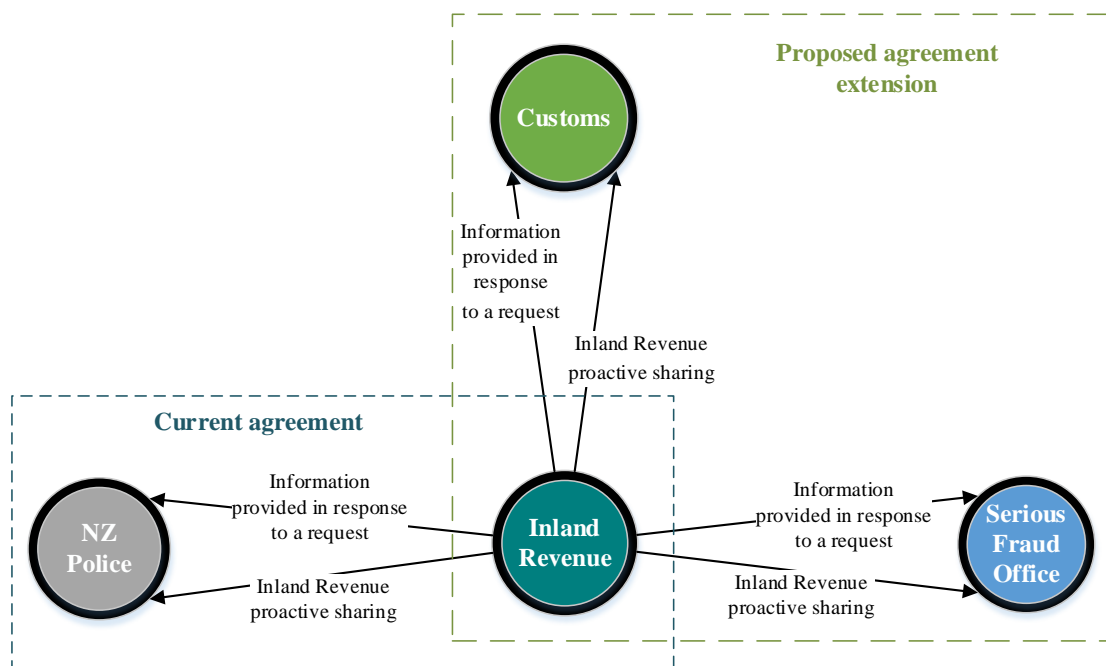 Proposed agreement
extension
Customs
Information
provided in
response
to a request
Inland Revenue
proactive sharing
Current agreement
Information
provided in response
to a request
Inland Revenue
proactive sharing
NZ
Police
Inland
Revenue
Information
provided in response
to a request
Inland Revenue
proactive sharing
Serious
Fraud
Office